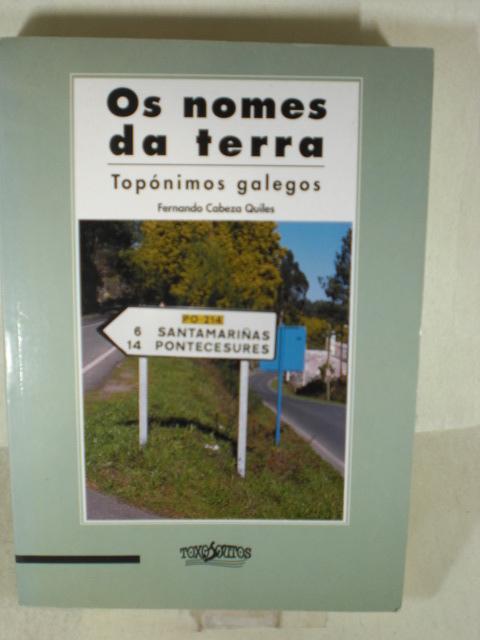 Os nomes
da terra
Topónimos galegos
Fernando Cabeza Quiles
PO-214
6 SANTAMARIÑAS
14 PONTECESURES
TOXOSOUTOS